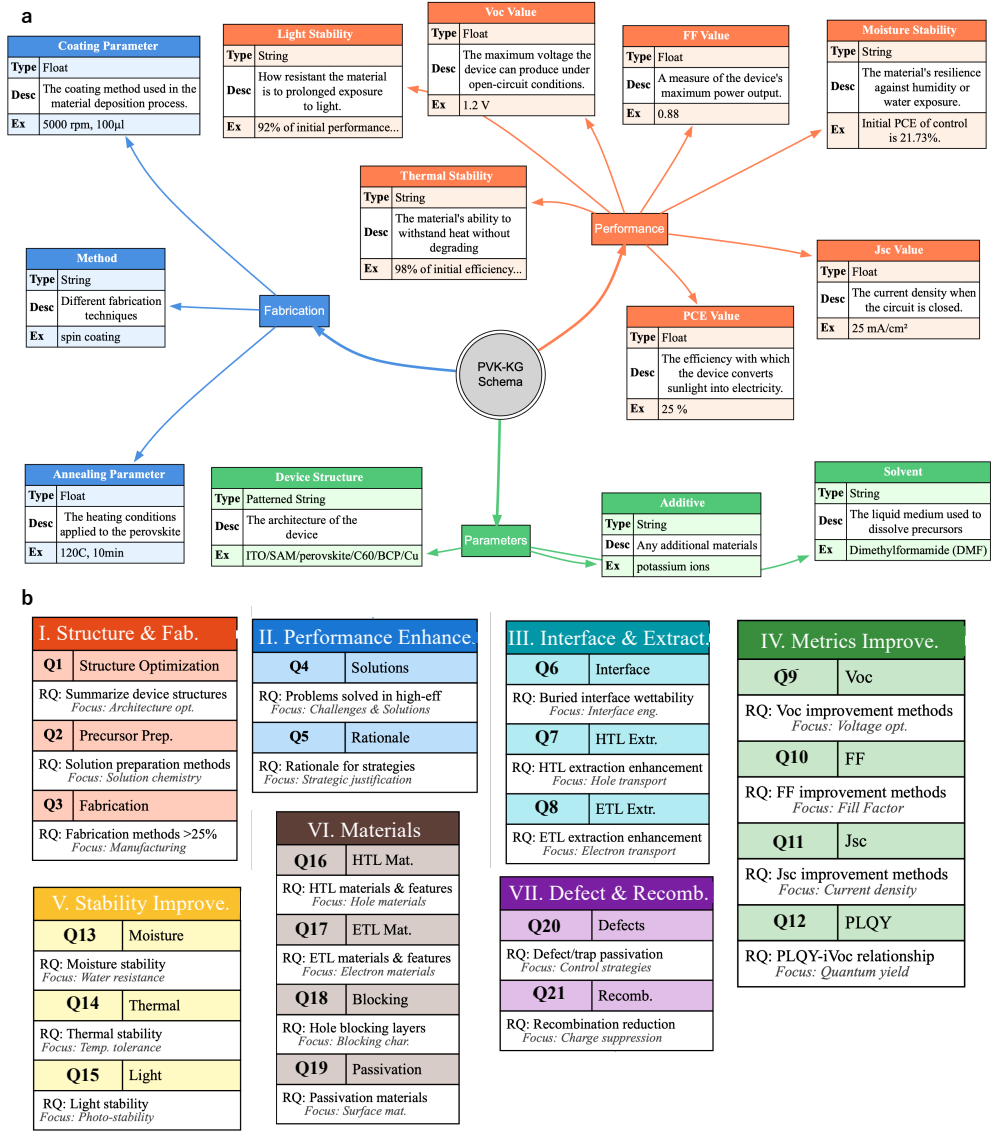 a
Coating Parameter
Type Float
Desc The coating method used in the
material deposition process.
Ex 5000 rpm, 100μl
Light Stability
Type String
Desc How resistant the material
is to prolonged exposure
to light.
Ex 92% of initial performance...
Voc Value
Type Float
Desc The maximum voltage the
device can produce under
open-circuit conditions.
Ex 1.2 V
FF Value
Type Float
Desc A measure of the device's
maximum power output.
Ex 0.88
Moisture Stability
Type String
Desc The material's resilience
against humidity or
water exposure.
Ex Initial PCE of control
is 21.73%.
Thermal Stability
Type String
Desc The material's ability to
withstand heat without
degrading
Ex 98% of initial efficiency...
Performance
Method
Type String
Desc Different fabrication
techniques
Ex spin coating
Fabrication
Jsc Value
Type Float
Desc The current density when
the circuit is closed.
Ex 25 mA/cm²
PCE Value
Type Float
Desc The efficiency with which
the device converts
sunlight into electricity.
Ex 25 %
PVK-KG
Schema
Annealing Parameter
Type Float
Desc The heating conditions
applied to the perovskite
Ex 120C, 10min
Device Structure
Type Patterned String
Desc The architecture of the
device
Ex ITO/SAM/perovskite/C60/BCP/Cu
Parameters
Additive
Type String
Desc Any additional materials
Ex potassium ions
Solvent
Type String
Desc The liquid medium used to
dissolve precursors
Ex Dimethylformamide (DMF)
b
I. Structure & Fab.
Q1 Structure Optimization
RQ: Summarize device structures
Focus: Architecture opt.
Q2 Precursor Prep.
RQ: Solution preparation methods
Focus: Solution chemistry
Q3 Fabrication
RQ: Fabrication methods >25%
Focus: Manufacturing
II. Performance Enhance.
Q4 Solutions
RQ: Problems solved in high-eff
Focus: Challenges & Solutions
Q5 Rationale
RQ: Rationale for strategies
Focus: Strategic justification
III. Interface & Extract.
Q6 Interface
RQ: Buried interface wettability
Focus: Interface eng.
Q7 HTL Extr.
RQ: HTL extraction enhancement
Focus: Hole transport
Q8 ETL Extr.
RQ: ETL extraction enhancement
Focus: Electron transport
IV. Metrics Improve.
Q9 Voc
RQ: Voc improvement methods
Focus: Voltage opt.
Q10 FF
RQ: FF improvement methods
Focus: Fill Factor
Q11 Jsc
RQ: Jsc improvement methods
Focus: Current density
Q12 PLQY
RQ: PLQY-iVoc relationship
Focus: Quantum yield
V. Stability Improve.
Q13 Moisture
RQ: Moisture stability
Focus: Water resistance
Q14 Thermal
RQ: Thermal stability
Focus: Temp. tolerance
Q15 Light
RQ: Light stability
Focus: Photo-stability
VI. Materials
Q16 HTL Mat.
RQ: HTL materials & features
Focus: Hole materials
Q17 ETL Mat.
RQ: ETL materials & features
Focus: Electron materials
Q18 Blocking
RQ: Hole blocking layers
Focus: Blocking char.
Q19 Passivation
RQ: Passivation materials
Focus: Surface mat.
VII. Defect & Recomb.
Q20 Defects
RQ: Defect/trap passivation
Focus: Control strategies
Q21 Recomb.
RQ: Recombination reduction
Focus: Charge suppression